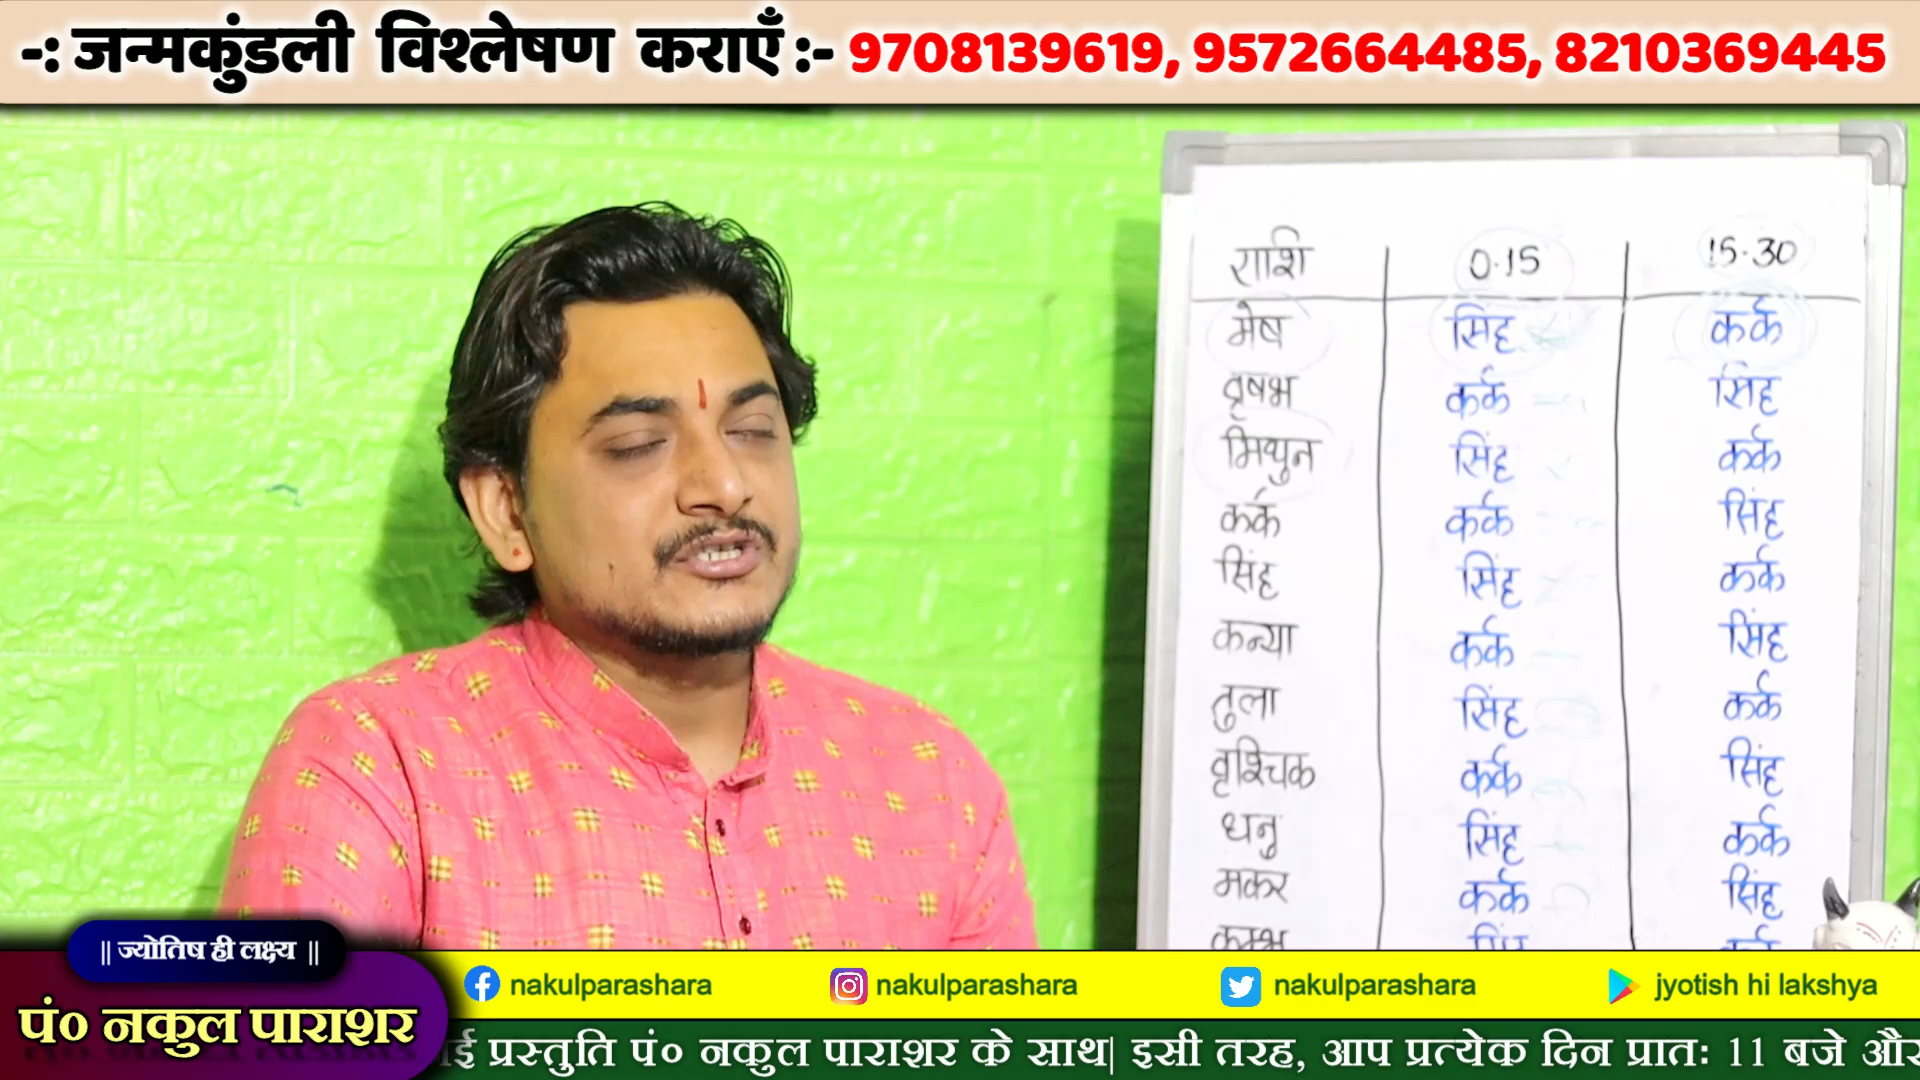 -: जन्मकुंडली विश्लेषण कराएँ :- 9708139619, 9572664485, 8210369445
राशि 0-15 15-30
मेष सिंह कर्क
वृषभ कर्क सिंह
मिथुन सिंह कर्क
कर्क कर्क सिंह
सिंह सिंह कर्क
कन्या कर्क सिंह
तुला सिंह कर्क
वृश्चिक कर्क सिंह
धनु सिंह कर्क
मकर कर्क सिंह
|| ज्योतिष ही लक्ष्य ||
पं० नकुल पाराशर
nakulparashara nakulparashara nakulparashara jyotish hi lakshya
प्रस्तुति पं० नकुल पाराशर के साथ| इसी तरह, आप प्रत्येक दिन प्रातः 11 बजे